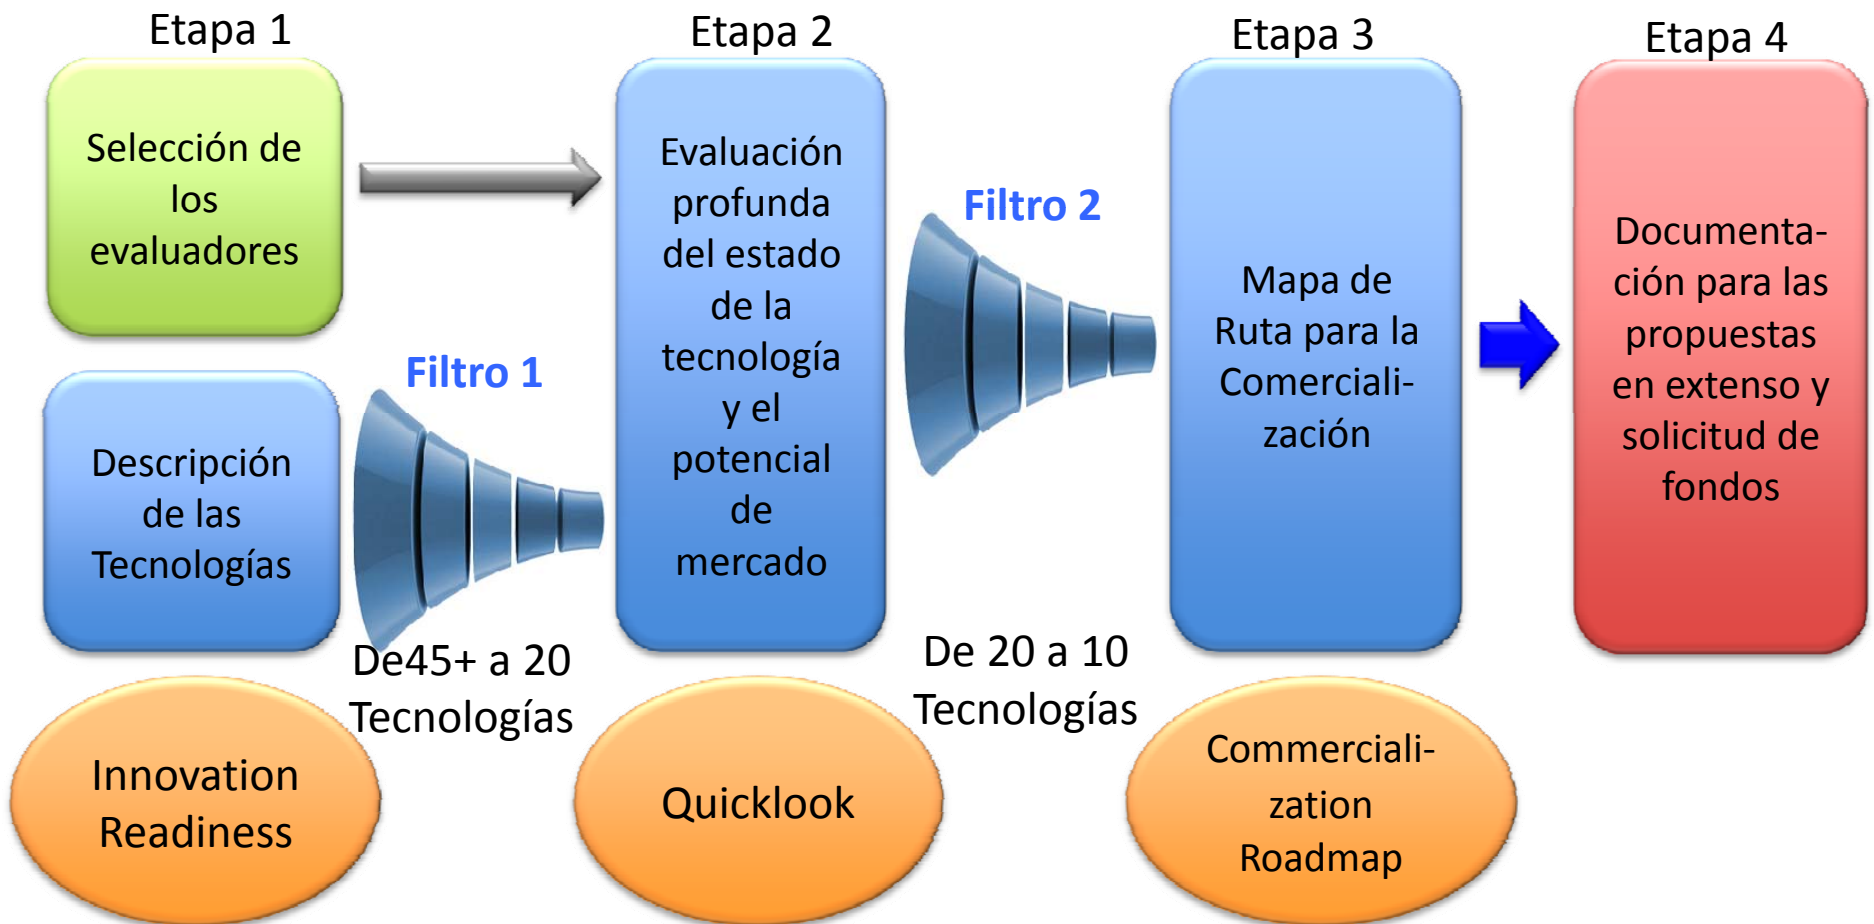 Etapa 1
Selección de
los
evaluadores
Descripción
de las
Tecnologías
Filtro 1
De45+ a 20
Tecnologías
Innovation
Readiness
Etapa 2
Evaluación
profunda
del estado
de la
tecnología
y el
potencial
de
mercado
Filtro 2
De 20 a 10
Tecnologías
Quicklook
Etapa 3
Mapa de
Ruta para la
Comerciali-
zación
Commerciali-
zation
Roadmap
Etapa 4
Documenta-
ción para las
propuestas
en extenso y
solicitud de
fondos